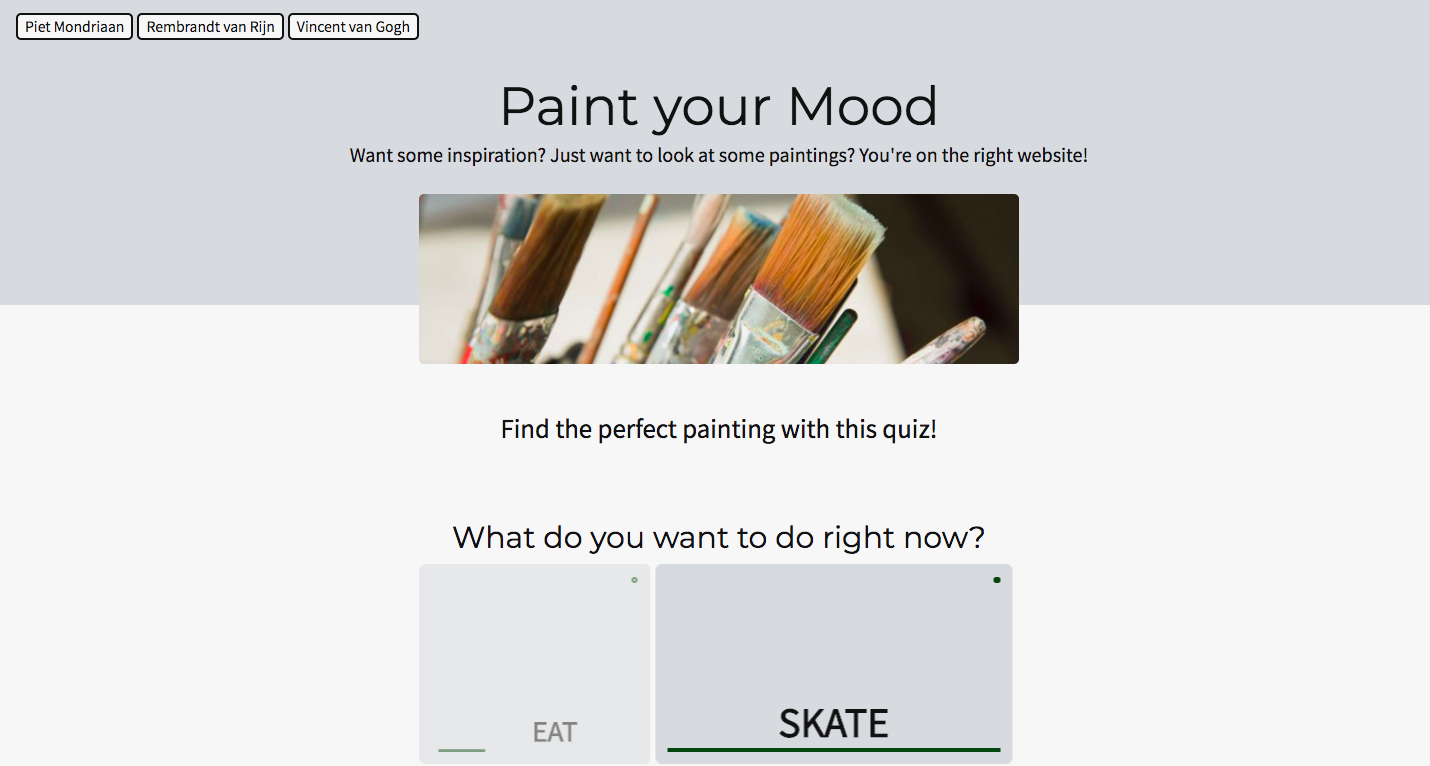 Piet Mondriaan Rembrandt van Rijn Vincent van Gogh
Paint your Mood
Want some inspiration? Just want to look at some paintings? You're on the right website!
Find the perfect painting with this quiz!
What do you want to do right now?
EAT SKATE